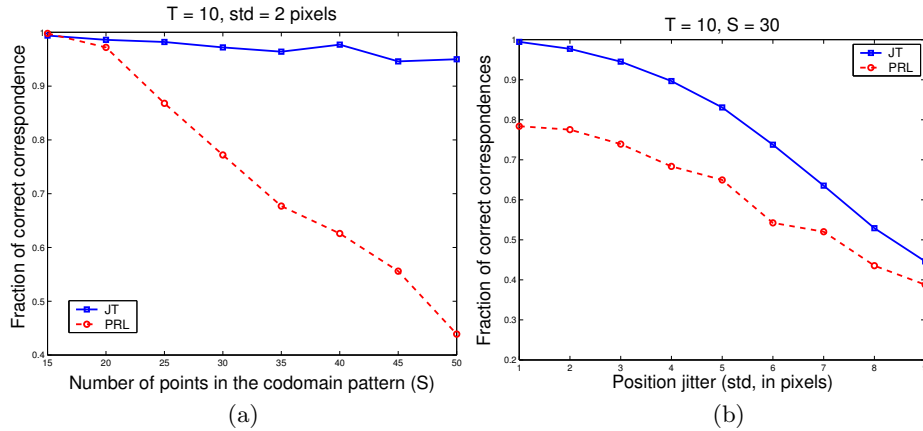 T = 10, std = 2 pixels
Fraction of correct correspondence
1
0.9
0.8
0.7
0.6
0.5
0.4
JT
PRL
15 20 25 30 35 40 45 50
Number of points in the codomain pattern (S)
(a)
T = 10, S = 30
Fraction of correct correspondences
1
0.9
0.8
0.7
0.6
0.5
0.4
0.3
0.2
JT
PRL
1 2 3 4 5 6 7 8
Position jitter (std, in pixels)
(b)